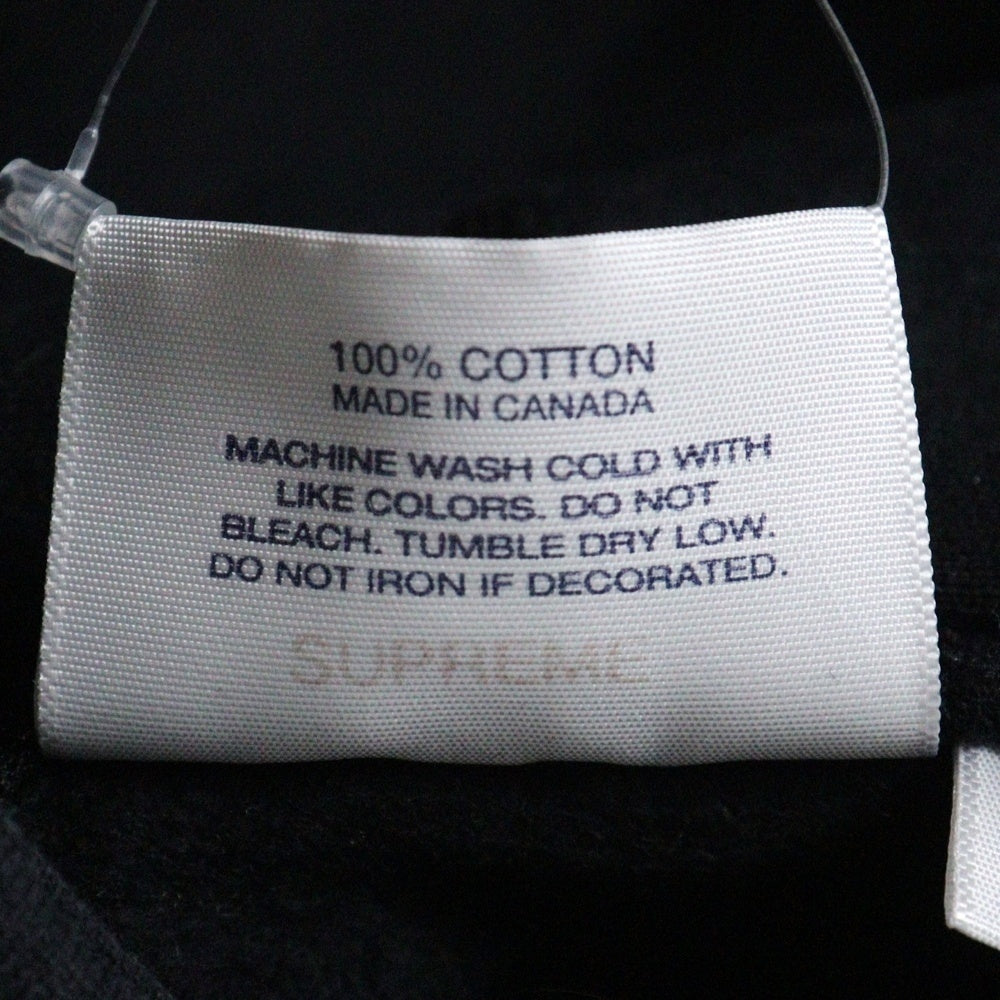 100% COTTON
MADE IN CANADA
MACHINE WASH COLD WITH
LIKE COLORS. DO NOT
BLEACH. TUMBLE DRY LOW.
DO NOT IRON IF DECORATED.
SUPREME